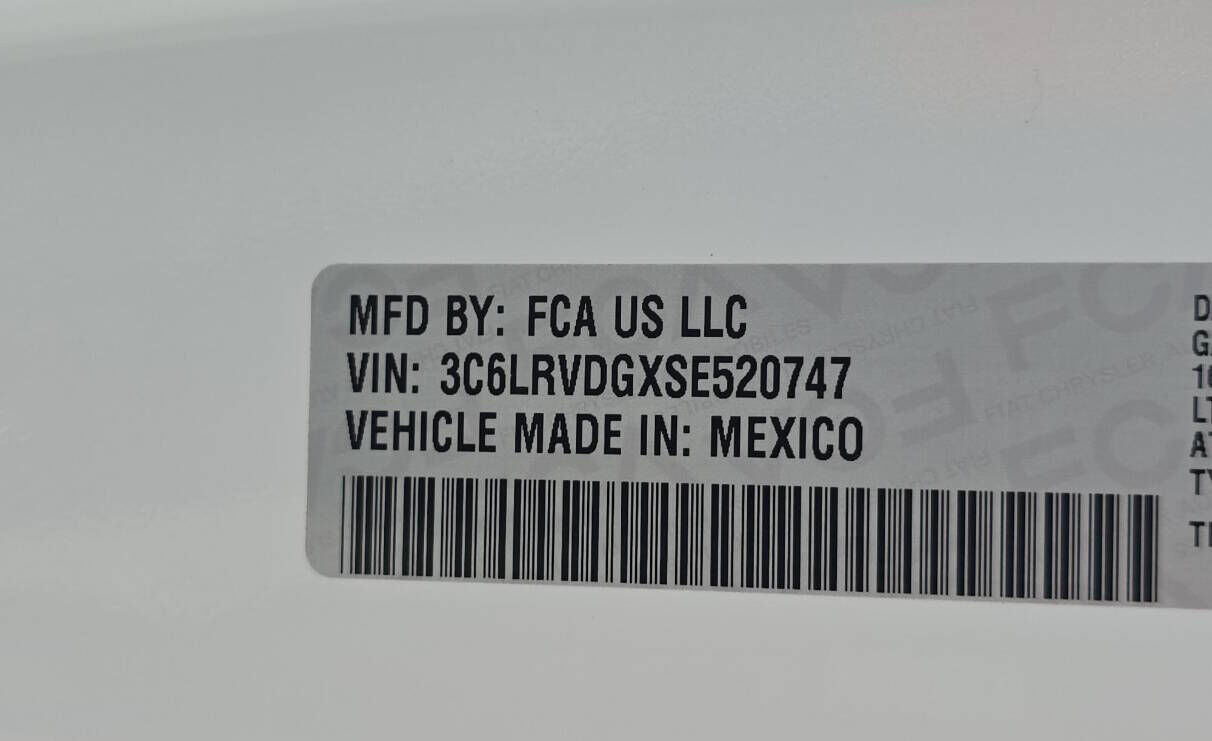 MFD BY: FCA US LLC
VIN: 3C6LRVDGXSE520747
VEHICLE MADE IN: MEXICO